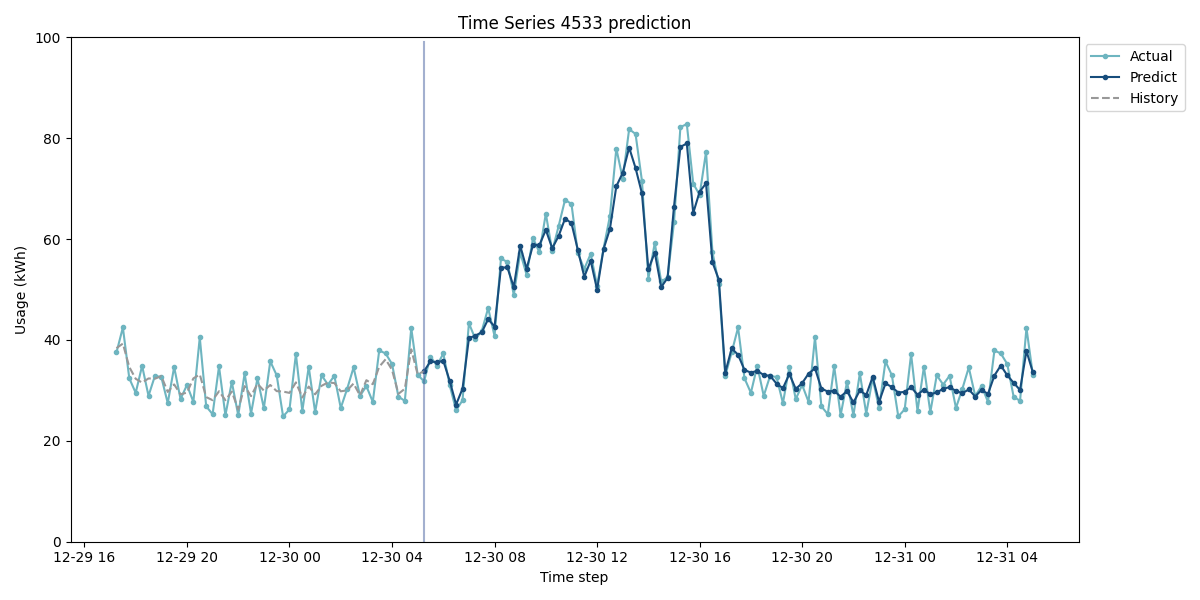 Time Series 4533 prediction
100
80
60
40
20
0
Usage (kWh)
12-29 16 12-29 20 12-30 00 12-30 04 12-30 08 12-30 12 12-30 16 12-30 20 12-31 00 12-31 04
Time step
Actual
Predict
History